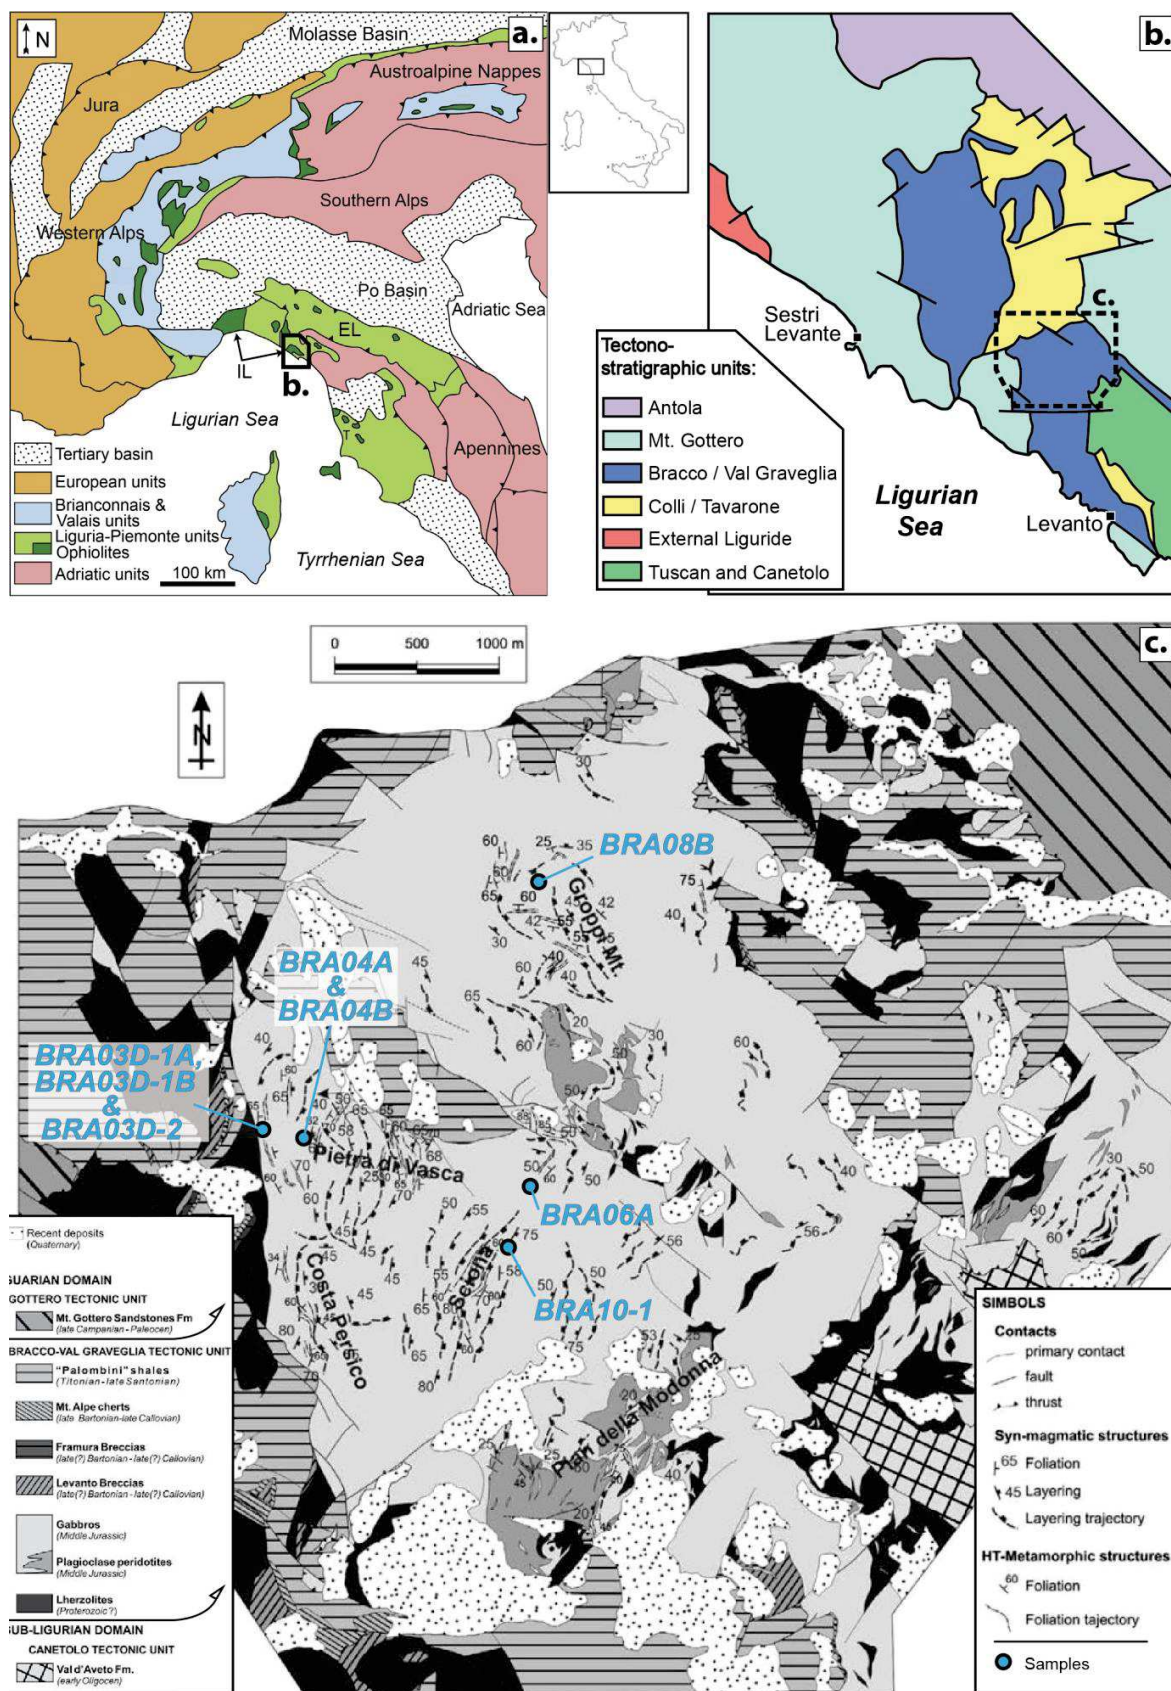 N
a.
Molasse Basin
Austroalpine Nappes
Jura
Southern Alps
Western Alps
Po Basin
Adriatic Sea
EL
IL
b.
Ligurian Sea
T
Apennines
Tyrrhenian Sea
Tertiary basin
European units
Brianconnais &
Valais units
Liguria-Piemonte units
Ophiolites
Adriatic units
100 km
b.
c.
Sestri
Levante
Levanto
Ligurian
Sea
Tectono-
stratigraphic units:
Antola
Mt. Gottero
Bracco / Val Graveglia
Colli / Tavarone
External Liguride
Tuscan and Canetolo
c.
0 500 1000 m
N
BRA08B
Groppi Mt.
BRA04A
&
BRA04B
BRA03D-1A,
BRA03D-1B
&
BRA03D-2
Pietra di Vasca
BRA06A
BRA10-1
Costa Persico
Scione
Pian della Modonna
Recent deposits
(Quaternary)
GUARIAN DOMAIN
GOTTERO TECTONIC UNIT
Mt. Gottero Sandstones Fm
(late Campanian - Paleocen)
BRACCO-VAL GRAVEGLIA TECTONIC UNIT
"Palombini" shales
(Titonian - late Santonian)
Mt. Alpe cherts
(late Bartonian-late Callovian)
Framura Breccias
(late(?) Bartonian - late(?) Callovian)
Levanto Breccias
(late(?) Bartonian - late(?) Callovian)
Gabbros
(Middle Jurassic)
Plagioclase peridotites
(Middle Jurassic)
Lherzolites
(Proterozoic?)
SUB-LIGURIAN DOMAIN
CANETOLO TECTONIC UNIT
Val d'Aveto Fm.
(early Oligocen)
SIMBOLS
Contacts
primary contact
fault
thrust
Syn-magmatic structures
65 Foliation
45 Layering
Layering trajectory
HT-Metamorphic structures
60 Foliation
Foliation tajectory
Samples